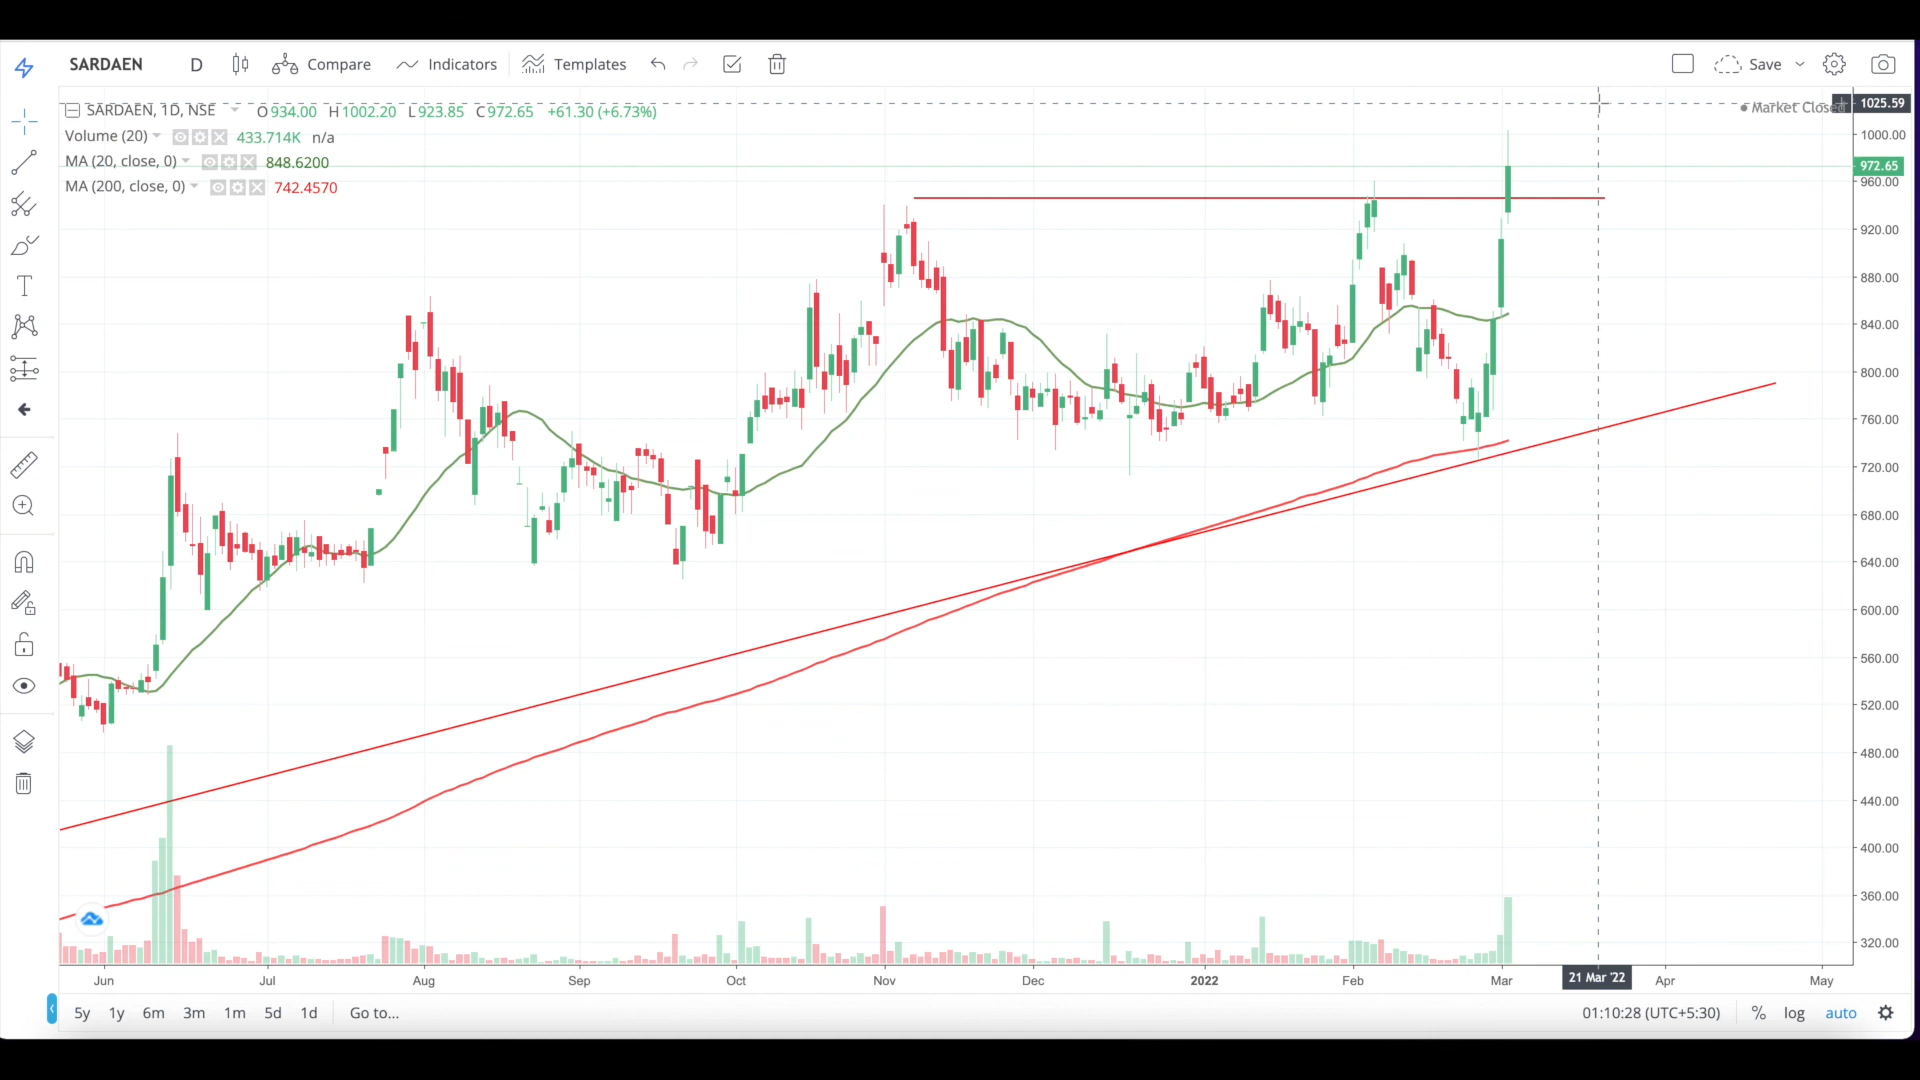 SARDAEN D Compare Indicators Templates Save
SARDAEN, 1D, NSE O934.00 H1002.20 L923.85 C972.65 +61.30 (+6.73%)
Market Closed
1025.59
Volume (20) 433.714K n/a
MA (20, close, 0) 848.6200
MA (200, close, 0) 742.4570
1000.00
972.65
960.00
920.00
880.00
840.00
800.00
760.00
720.00
680.00
640.00
600.00
560.00
520.00
480.00
440.00
400.00
360.00
320.00
Jun Jul Aug Sep Oct Nov Dec 2022 Feb Mar 21 Mar '22 Apr May
5y 1y 6m 3m 1m 5d 1d Go to... 01:10:28 (UTC+5:30) % log auto